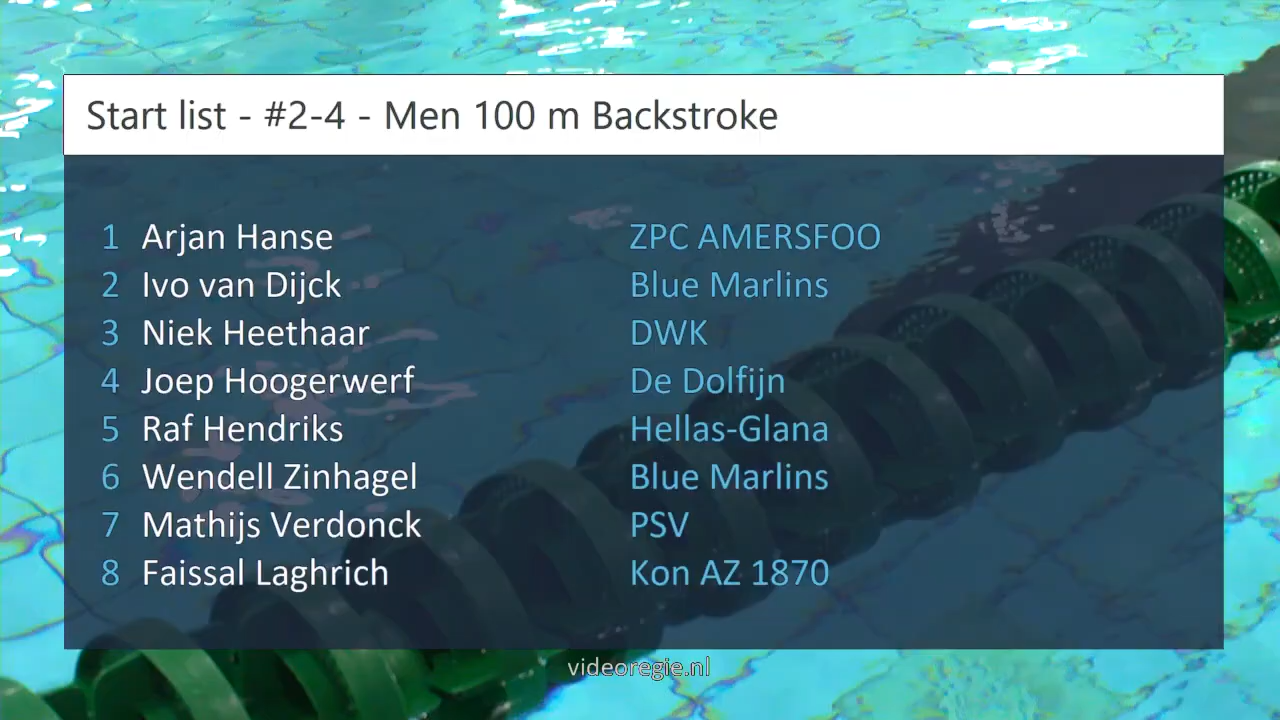 Start list - #2-4 - Men 100 m Backstroke
1 Arjan Hanse ZPC AMERSFOO
2 Ivo van Dijck Blue Marlins
3 Niek Heethaar DWK
4 Joep Hoogerwerf De Dolfijn
5 Raf Hendriks Hellas-Glana
6 Wendell Zinhagel Blue Marlins
7 Mathijs Verdonck PSV
8 Faissal Laghrich Kon AZ 1870
videoregie.nl